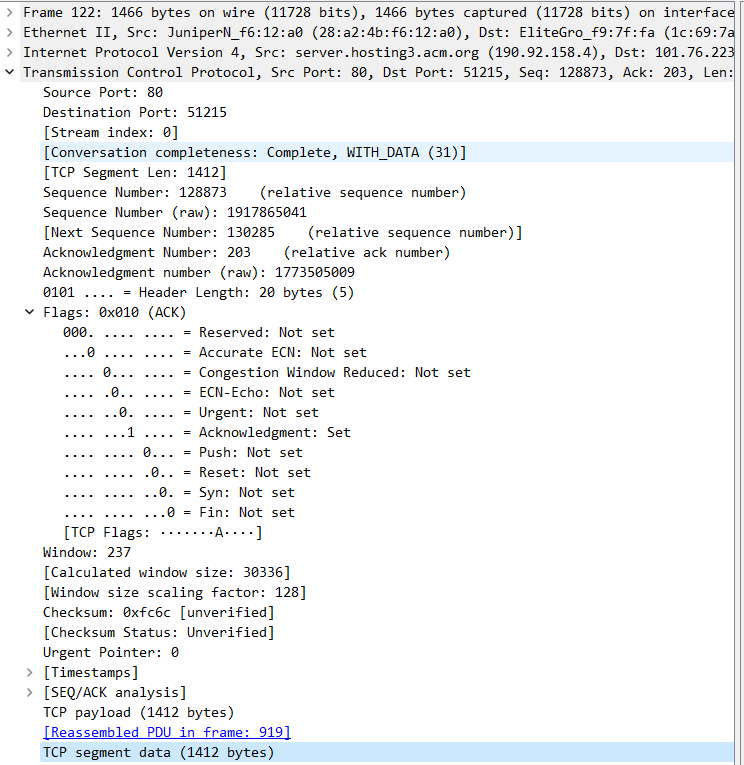 Frame 122: 1466 bytes on wire (11728 bits), 1466 bytes captured (11728 bits) on interface
Ethernet II, Src: JuniperN_f6:12:a0 (28:a2:4b:f6:12:a0), Dst: EliteGro_f9:7f:fa (1c:69:7a
Internet Protocol Version 4, Src: server.hosting3.acm.org (190.92.158.4), Dst: 101.76.223
Transmission Control Protocol, Src Port: 80, Dst Port: 51215, Seq: 128873, Ack: 203, Len:
Source Port: 80
Destination Port: 51215
[Stream index: 0]
[Conversation completeness: Complete, WITH_DATA (31)]
[TCP Segment Len: 1412]
Sequence Number: 128873    (relative sequence number)
Sequence Number (raw): 1917865041
[Next Sequence Number: 130285    (relative sequence number)]
Acknowledgment Number: 203    (relative ack number)
Acknowledgment number (raw): 1773505009
0101 .... = Header Length: 20 bytes (5)
Flags: 0x010 (ACK)
000. .... .... = Reserved: Not set
...0 .... .... = Accurate ECN: Not set
.... 0... .... = Congestion Window Reduced: Not set
.... .0.. .... = ECN-Echo: Not set
.... ..0. .... = Urgent: Not set
.... ...1 .... = Acknowledgment: Set
.... .... 0... = Push: Not set
.... .... .0.. = Reset: Not set
.... .... ..0. = Syn: Not set
.... .... ...0 = Fin: Not set
[TCP Flags: ·······A····]
Window: 237
[Calculated window size: 30336]
[Window size scaling factor: 128]
Checksum: 0xfc6c [unverified]
[Checksum Status: Unverified]
Urgent Pointer: 0
[Timestamps]
[SEQ/ACK analysis]
TCP payload (1412 bytes)
[Reassembled PDU in frame: 919]
TCP segment data (1412 bytes)